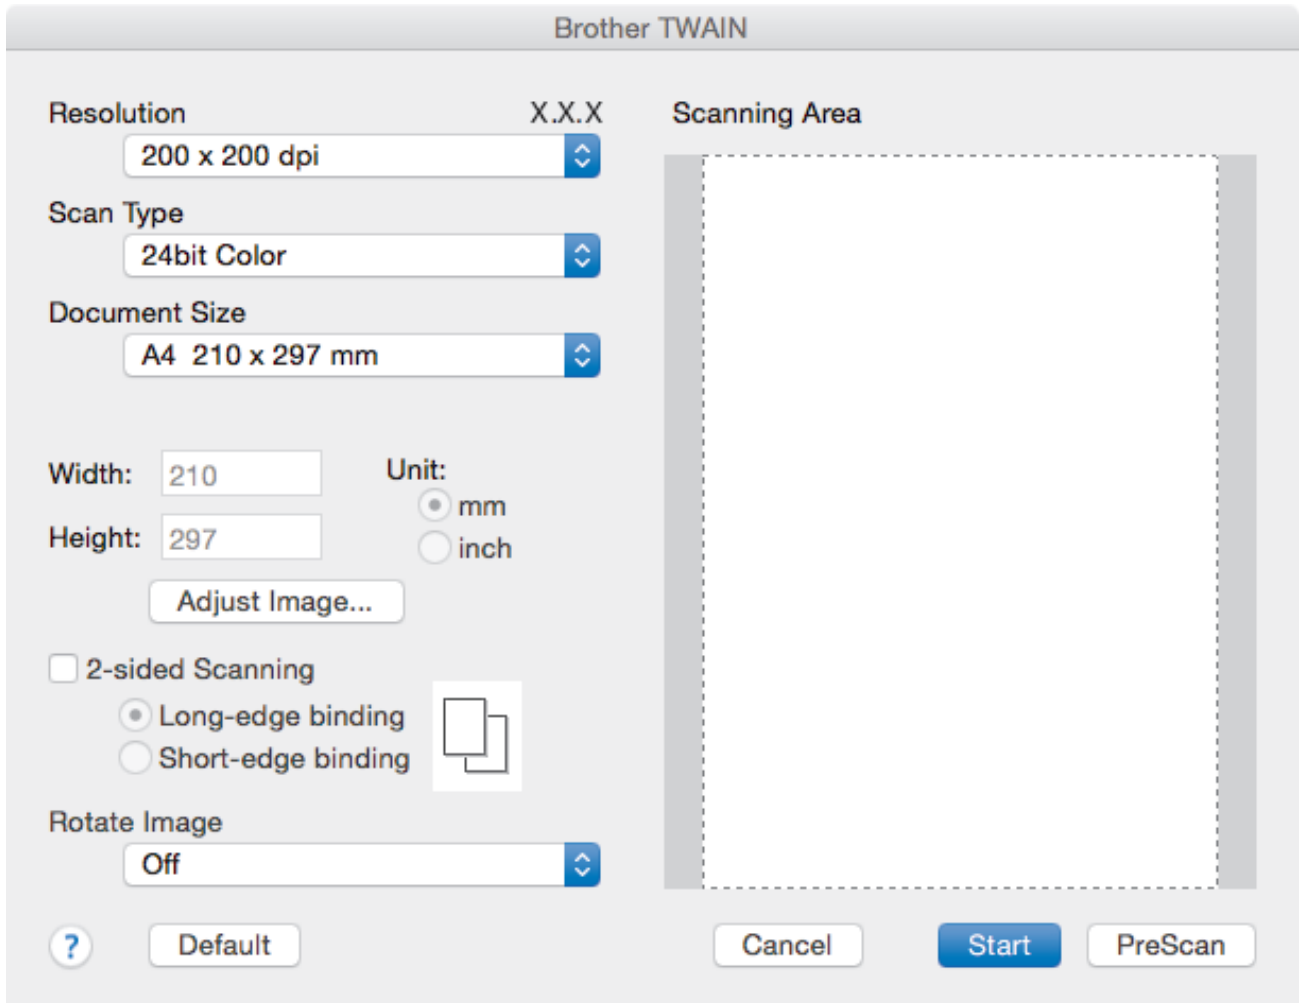 Brother TWAIN
Resolution X.X.X
200 x 200 dpi
Scan Type
24bit Color
Document Size
A4 210 x 297 mm
Width: 210
Height: 297
Unit:
mm
inch
Adjust Image...
2-sided Scanning
Long-edge binding
Short-edge binding
Rotate Image
Off
? Default
Scanning Area
Cancel Start PreScan